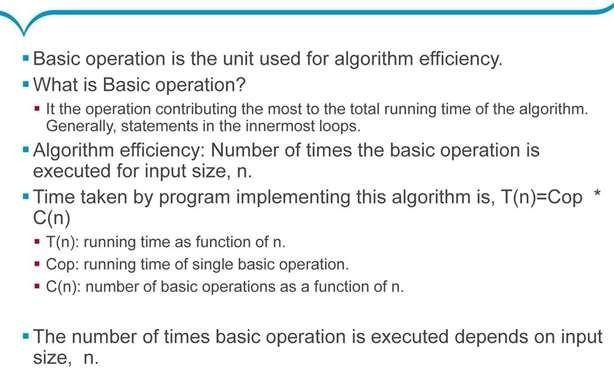 Basic operation is the unit used for algorithm efficiency.
What is Basic operation?
It the operation contributing the most to the total running time of the algorithm.
Generally, statements in the innermost loops.
Algorithm efficiency: Number of times the basic operation is
executed for input size, n.
Time taken by program implementing this algorithm is, T(n)=Cop *
C(n)
T(n): running time as function of n.
Cop: running time of single basic operation.
C(n): number of basic operations as a function of n.
The number of times basic operation is executed depends on input
size, n.